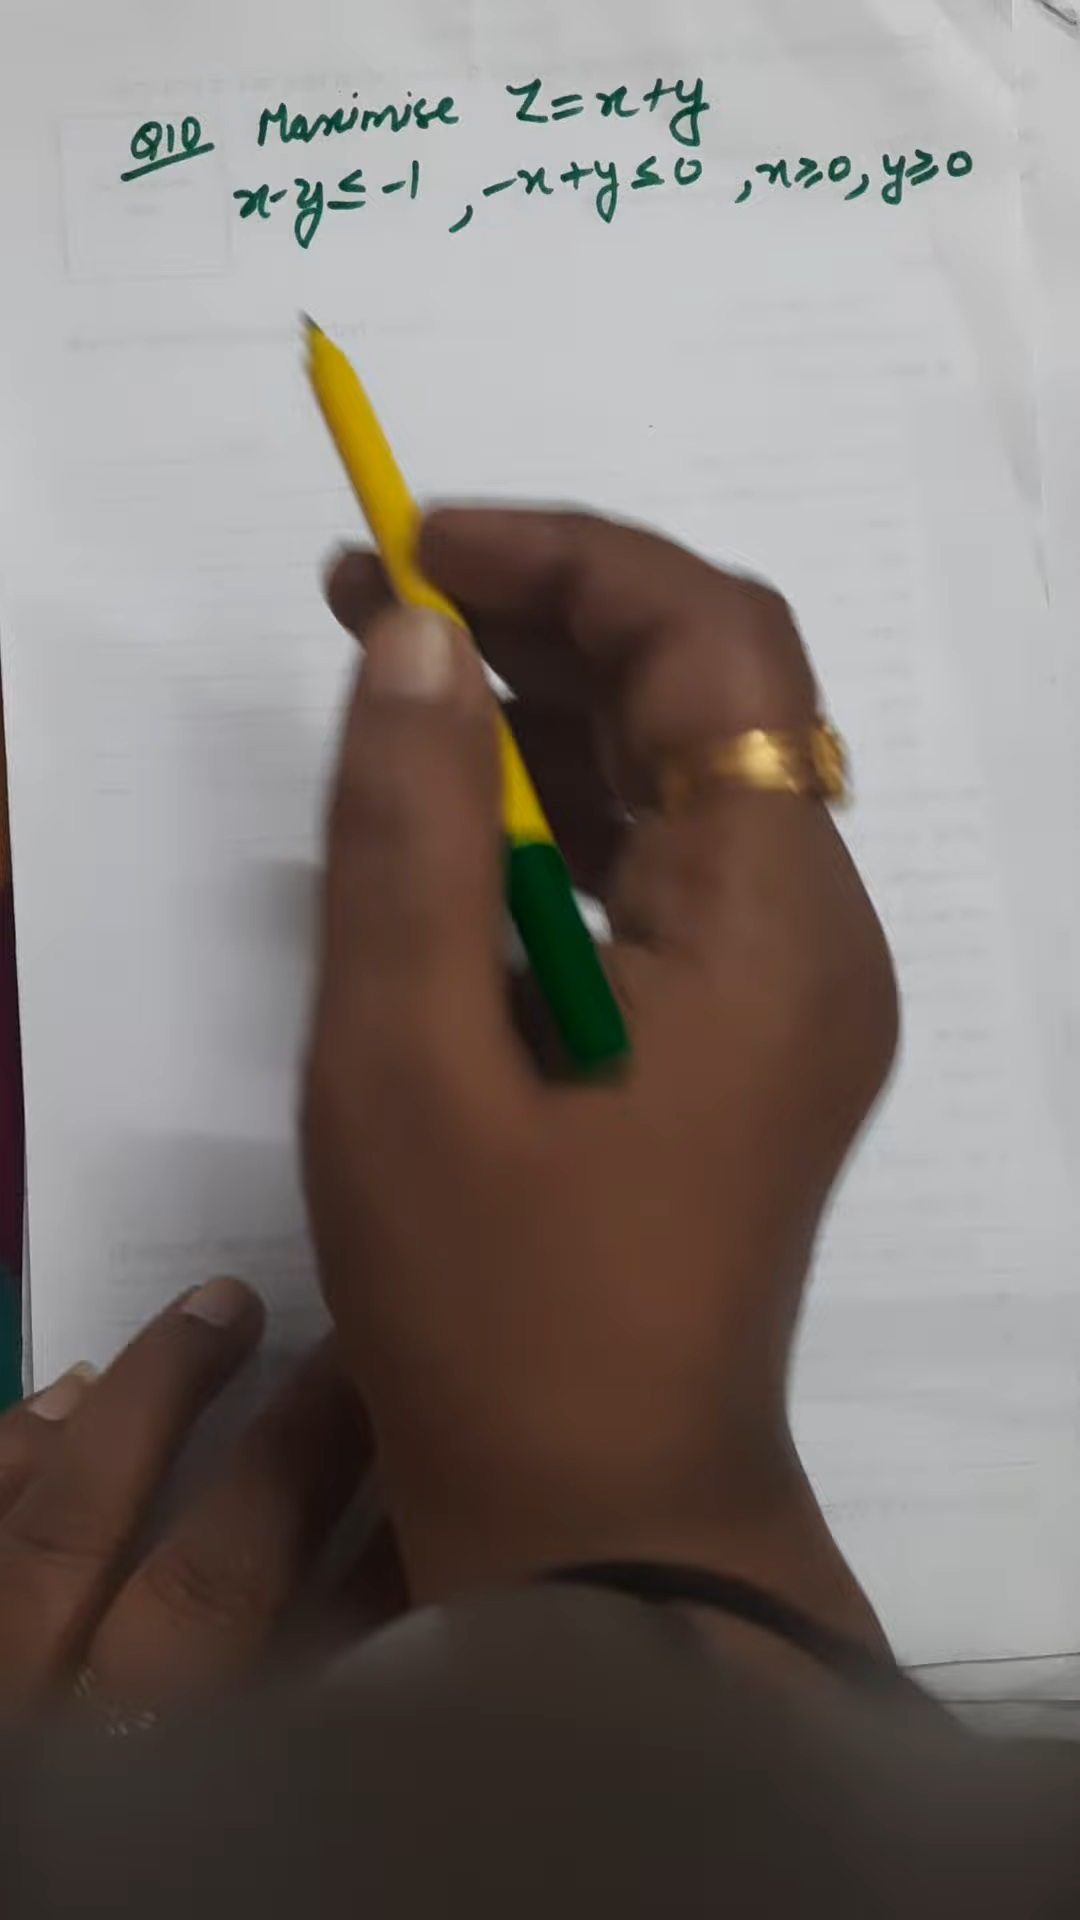 Q10 Maximise Z=x+y
x-y≤-1, -x+y≤0, x≥0, y≥0